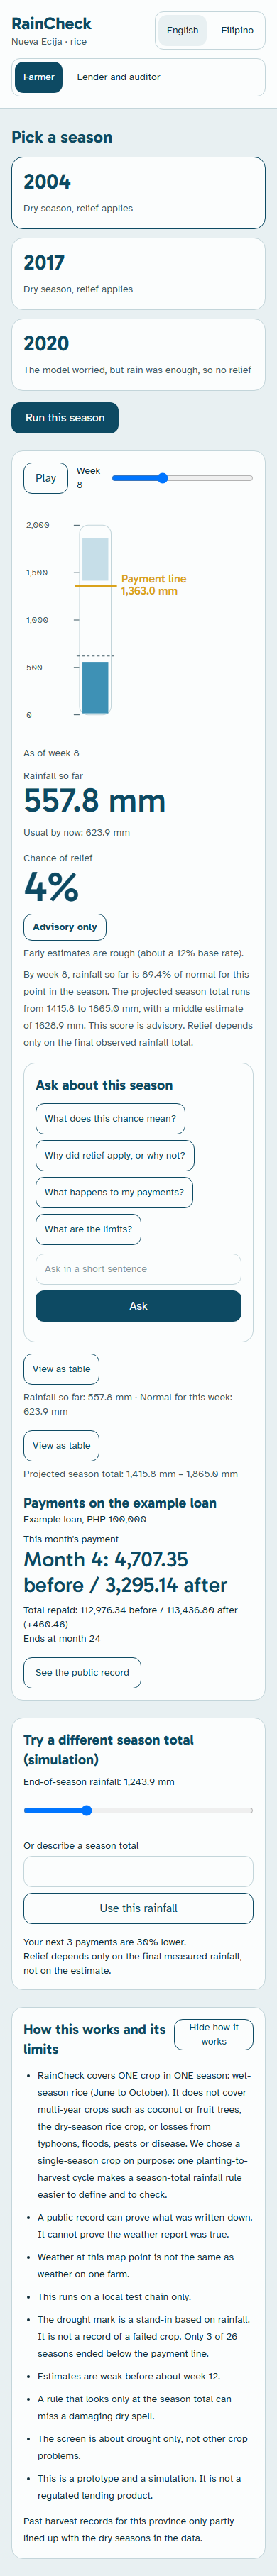 RainCheck
Nueva Ecija · rice
English
Filipino
Farmer
Lender and auditor
Pick a season
2004
Dry season, relief applies
2017
Dry season, relief applies
2020
The model worried, but rain was enough, so no relief
Run this season
Play
Week
8
2,000
1,500
Payment line
1,363.0 mm
1,000
500
0
As of week 8
Rainfall so far
557.8 mm
Usual by now: 623.9 mm
Chance of relief
4%
Advisory only
Early estimates are rough (about a 12% base rate).
By week 8, rainfall so far is 89.4% of normal for this
point in the season. The projected season total runs
from 1415.8 to 1865.0 mm, with a middle estimate
of 1628.9 mm. This score is advisory. Relief depends
only on the final observed rainfall total.
Ask about this season
What does this chance mean?
Why did relief apply, or why not?
What happens to my payments?
What are the limits?
Ask in a short sentence
Ask
View as table
Rainfall so far: 557.8 mm · Normal for this week:
623.9 mm
View as table
Projected season total: 1,415.8 mm – 1,865.0 mm
Payments on the example loan
Example loan, PHP 100,000
This month's payment
Month 4: 4,707.35
before / 3,295.14 after
Total repaid: 112,976.34 before / 113,436.80 after
(+460.46)
Ends at month 24
See the public record
Try a different season total
(simulation)
End-of-season rainfall: 1,243.9 mm
Or describe a season total
Use this rainfall
Your next 3 payments are 30% lower.
Relief depends only on the final measured rainfall,
not on the estimate.
How this works and its
limits
Hide how it
works
• RainCheck covers ONE crop in ONE season: wet-
season rice (June to October). It does not cover
multi-year crops such as coconut or fruit trees,
the dry-season rice crop, or losses from
typhoons, floods, pests or disease. We chose a
single-season crop on purpose: one planting-to-
harvest cycle makes a season-total rainfall rule
easier to define and to check.
• A public record can prove what was written down.
It cannot prove the weather report was true.
• Weather at this map point is not the same as
weather on one farm.
• This runs on a local test chain only.
• The drought mark is a stand-in based on rainfall.
It is not a record of a failed crop. Only 3 of 26
seasons ended below the payment line.
• Estimates are weak before about week 12.
• A rule that looks only at the season total can
miss a damaging dry spell.
• The screen is about drought only, not other crop
problems.
• This is a prototype and a simulation. It is not a
regulated lending product.
Past harvest records for this province only partly
lined up with the dry seasons in the data.